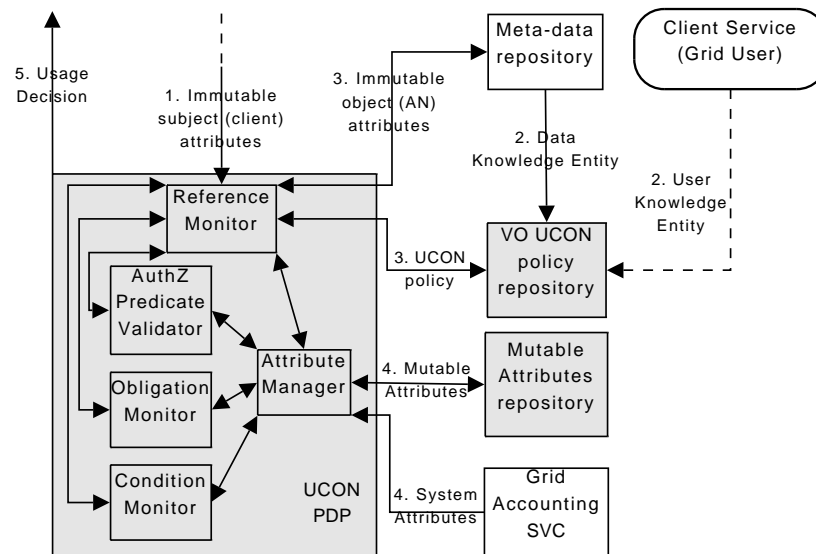 5. Usage
Decision
1. Immutable
subject (client)
attributes
3. Immutable
object (AN)
attributes
Meta-data
repository
Client Service
(Grid User)
2. Data
Knowledge Entity
2. User
Knowledge
Entity
Reference
Monitor
3. UCON
policy
VO UCON
policy
repository
AuthZ
Predicate
Validator
Attribute
Manager
4. Mutable
Attributes
Mutable
Attributes
repository
Obligation
Monitor
Condition
Monitor
UCON
PDP
4. System
Attributes
Grid
Accounting
SVC